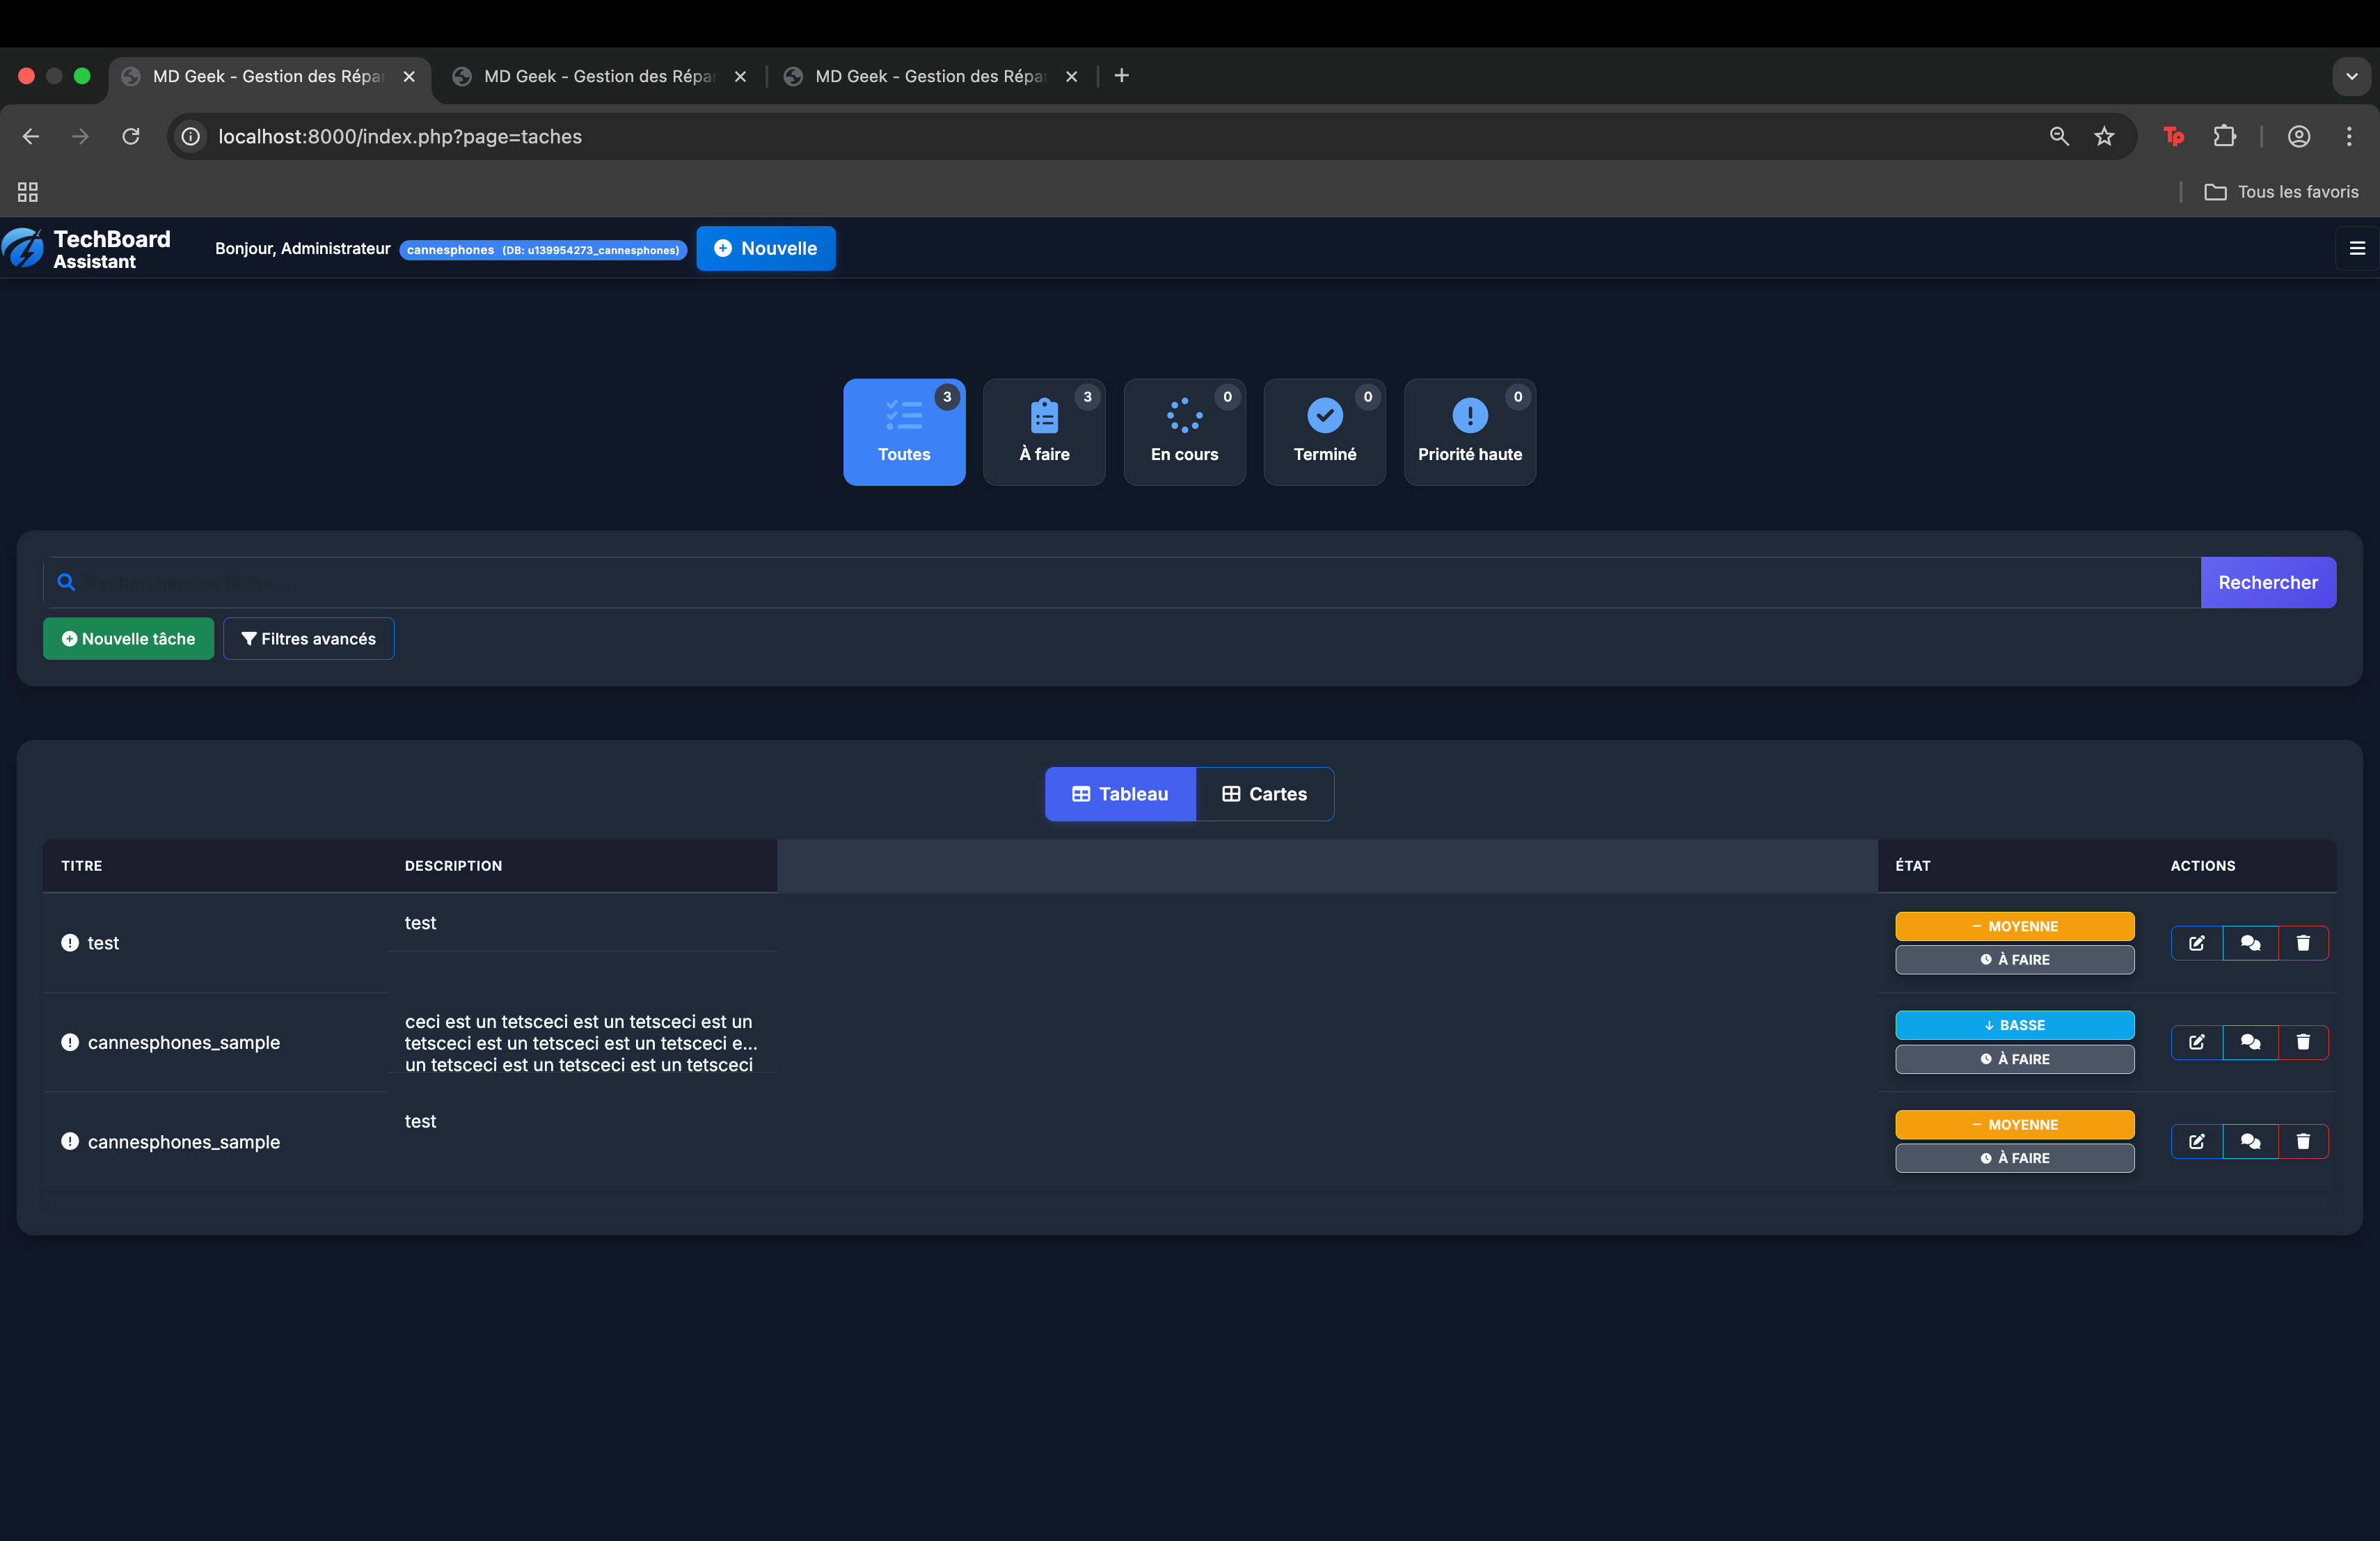 MD Geek - Gestion des Répar
MD Geek - Gestion des Répar
MD Geek - Gestion des Répar
localhost:8000/index.php?page=taches
Tp
Tous les favoris
TechBoard
Assistant
Bonjour, Administrateur
cannesphones (DB: u139954273_cannesphones)
Nouvelle
3
Toutes
3
À faire
0
En cours
0
Terminé
0
Priorité haute
Rechercher une tâche...
Rechercher
Nouvelle tâche
Filtres avancés
Tableau
Cartes
TITRE
DESCRIPTION
ÉTAT
ACTIONS
test
test
MOYENNE
À FAIRE
cannesphones_sample
ceci est un tetsceci est un tetsceci est un
tetsceci est un tetsceci est un tetsceci e...
un tetsceci est un tetsceci est un tetsceci
BASSE
À FAIRE
cannesphones_sample
test
MOYENNE
À FAIRE